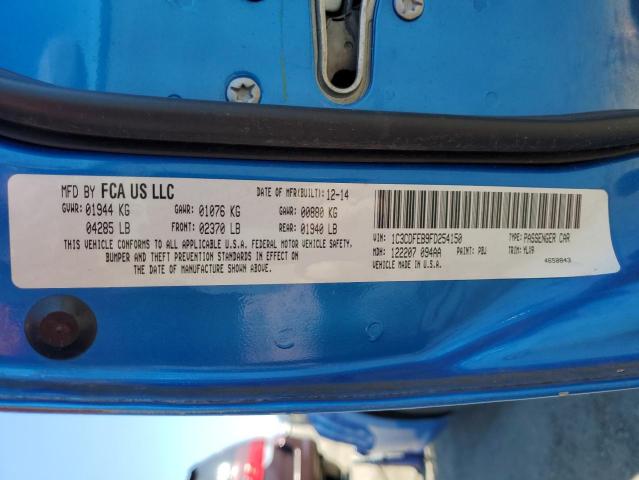 MFD BY FCA US LLC DATE OF MFR(BUILT): 12-14
GVWR: 01944 KG GAWR: 01076 KG GAWR: 00880 KG
04285 LB FRONT: 02370 LB REAR: 01940 LB
THIS VEHICLE CONFORMS TO ALL APPLICABLE U.S.A. FEDERAL MOTOR VEHICLE SAFETY,
BUMPER AND THEFT PREVENTION STANDARDS IN EFFECT ON
THE DATE OF MANUFACTURE SHOWN ABOVE.
VIN: 1C3CDFEB9FD254150 TYPE: PASSENGER CAR
MDH: 122207 094AA PAINT: PBJ TRIM: VLX9
VEHICLE MADE IN U.S.A. 4658843